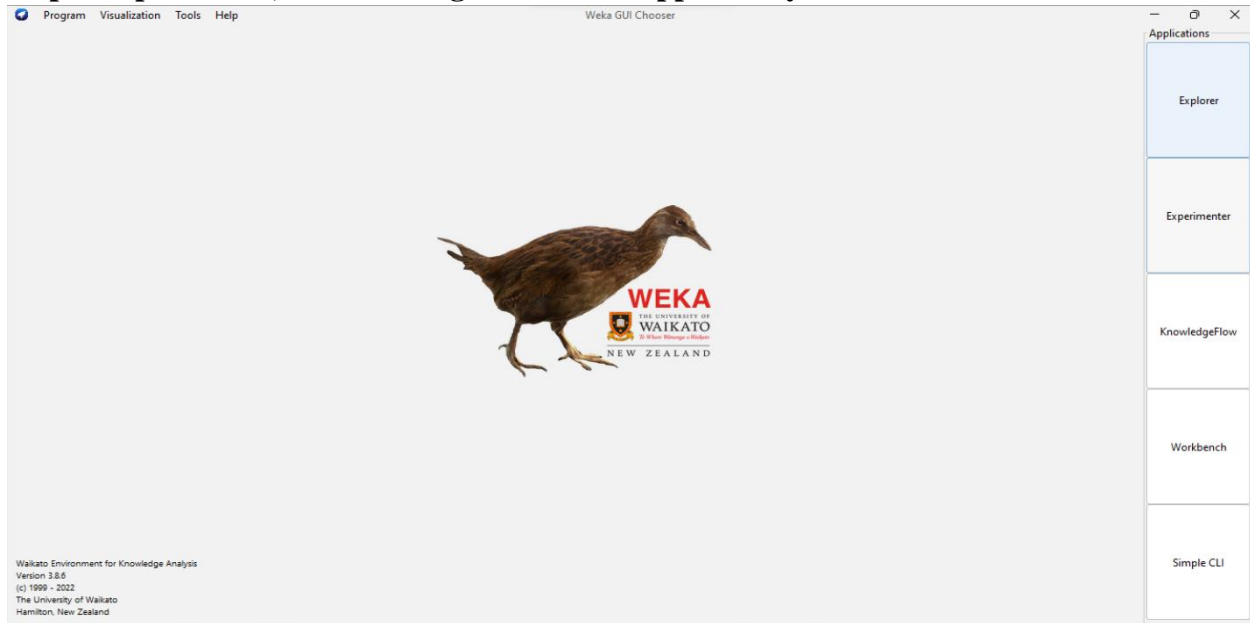 Program Visualization Tools Help
Weka GUI Chooser
Applications
Explorer
Experimenter
KnowledgeFlow
Workbench
Simple CLI
WEKA
THE UNIVERSITY OF
WAIKATO
NEW ZEALAND
Waikato Environment for Knowledge Analysis
Version 3.8.6
(c) 1999 - 2022
The University of Waikato
Hamilton, New Zealand